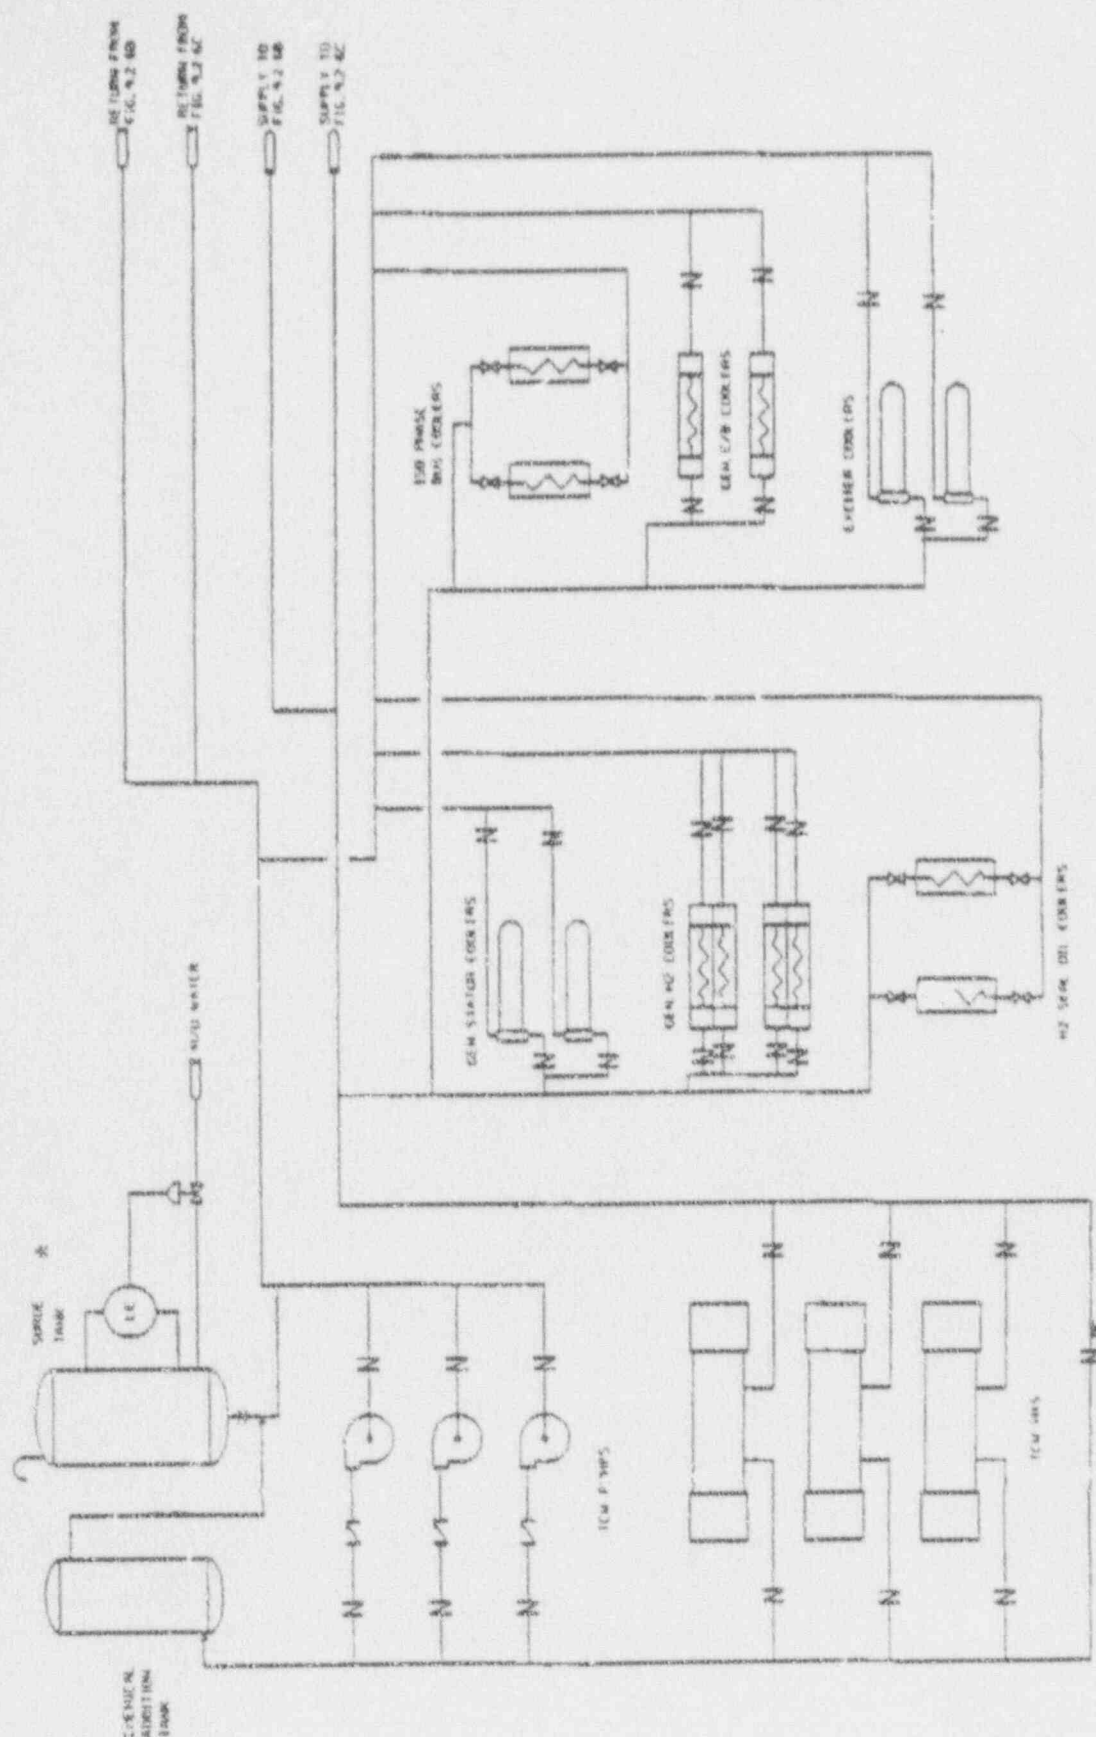 RETURN FROM
FIG. 9.2-6B
RETURN FROM
FIG. 9.2-6C
SUPPLY TO
FIG. 9.2-6B
SUPPLY TO
FIG. 9.2-6C
ISO PHASE
BUS COOLERS
GEN COOLERS
EXCITER COOLERS
GEN STATOR COOLERS
GEN H2 COOLERS
H2 SEAL OIL COOLERS
M/U WATER
SURGE
TANK
LC
TCW PUMPS
TCW HXS
CHEMICAL
ADDITION
TANK